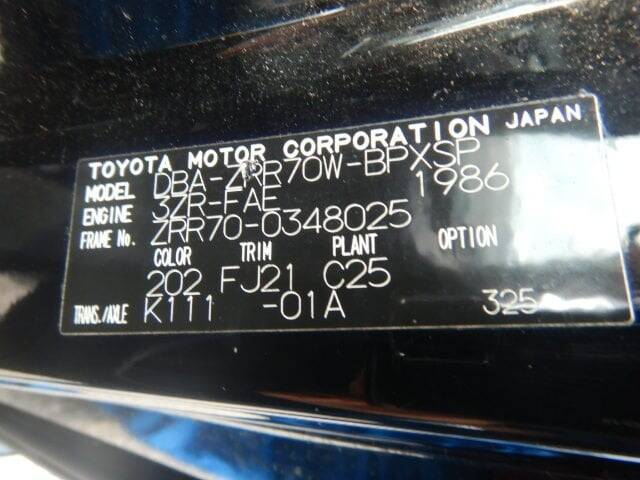 TOYOTA MOTOR CORPORATION JAPAN
MODEL DBA-ZRR70W-BPXSP
ENGINE 3ZR-FAE 1986
FRAME No. ZRR70-0348025
COLOR TRIM PLANT OPTION
202 FJ21 C25
TRANS./AXLE K111 -01A 325